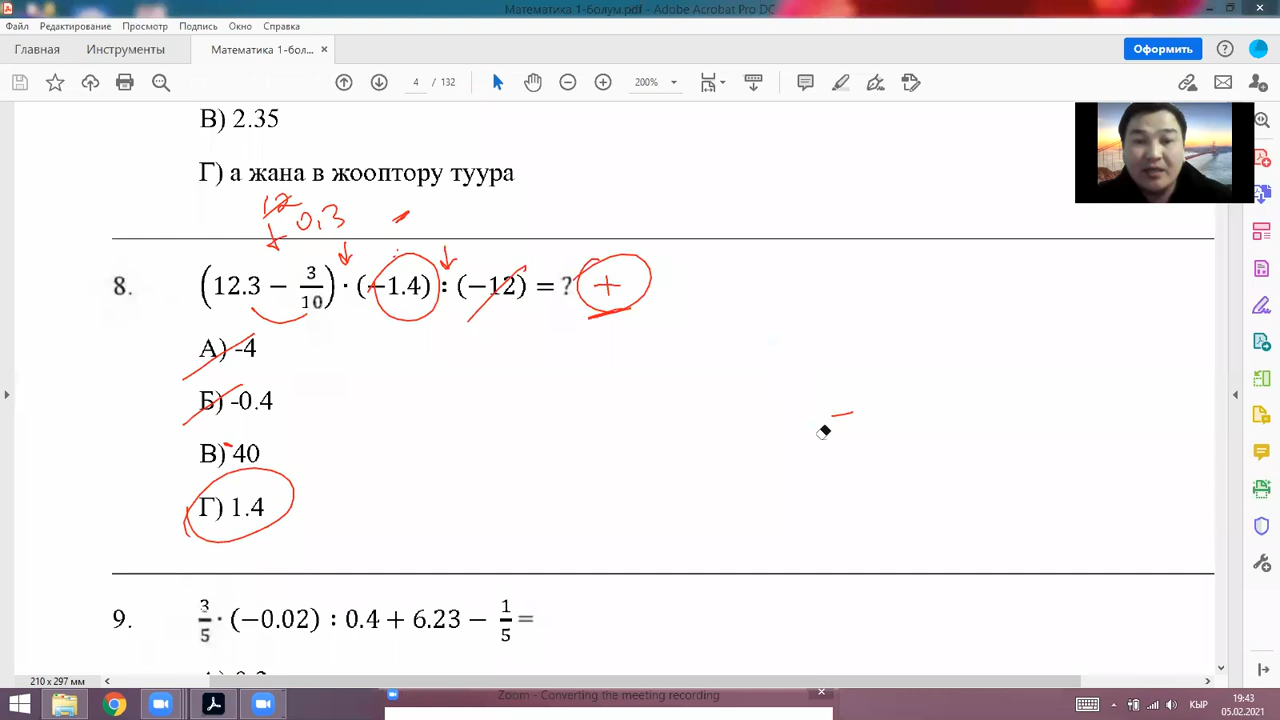 Математика 1-болум.pdf - Adobe Acrobat Pro DC
Файл Редактирование Просмотр Подпись Окно Справка
Главная Инструменты Математика 1-бол... × Оформить
4 / 132 200%
В) 2.35
Г) а жана в жооптору туура
12
+ 0,3
8. (12.3 − 3/10) · (−1.4) : (−12) = ? +
А) -4
Б) -0.4
В) 40
Г) 1.4
9. 3/5 · (−0.02) : 0.4 + 6.23 − 1/5 =
210 x 297 мм
Zoom - Converting the meeting recording
КЫР
19:43
05.02.2021